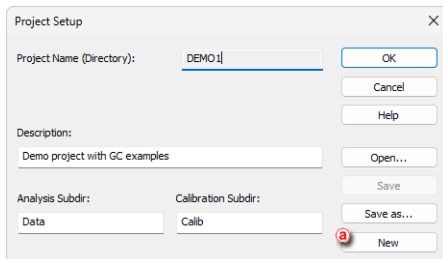 Project Setup
Project Name (Directory): DEMO1 OK
Cancel
Help
Description:
Demo project with GC examples Open...
Save
Analysis Subdir: Calibration Subdir:
Data Calib Save as...
a New